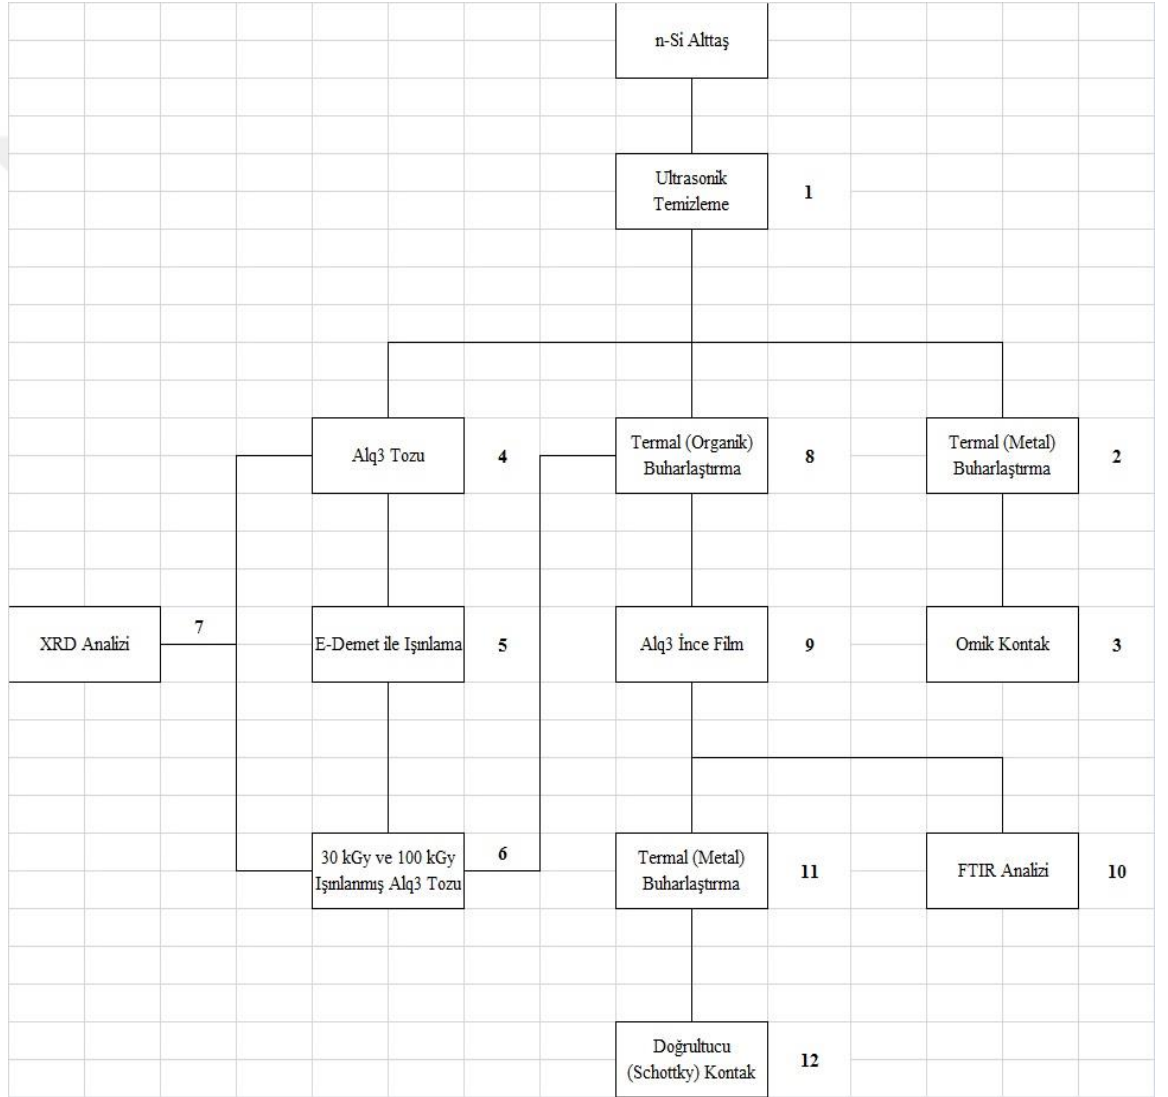 n-Si Alttaş
Ultrasonik
Temizleme
1
Alq3 Tozu
4
Termal (Organik)
Buharlaştırma
8
Termal (Metal)
Buharlaştırma
2
XRD Analizi
7
E-Demet ile Işınlama
5
Alq3 İnce Film
9
Omik Kontak
3
30 kGy ve 100 kGy
Işınlanmış Alq3 Tozu
6
Termal (Metal)
Buharlaştırma
11
FTIR Analizi
10
Doğrultucu
(Schottky) Kontak
12